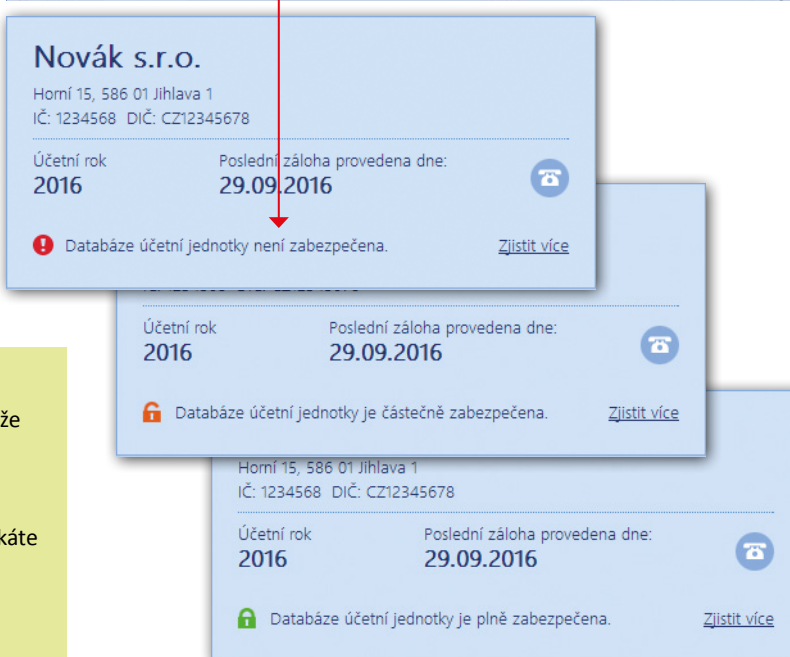 Novák s.r.o.
Horní 15, 586 01 Jihlava 1
IČ: 1234568 DIČ: CZ12345678
Účetní rok Poslední záloha provedena dne:
2016 29.09.2016
Databáze účetní jednotky není zabezpečena. Zjistit více
Účetní rok Poslední záloha provedena dne:
2016 29.09.2016
Databáze účetní jednotky je částečně zabezpečena. Zjistit více
že
káte
Horní 15, 586 01 Jihlava 1
IČ: 1234568 DIČ: CZ12345678
Účetní rok Poslední záloha provedena dne:
2016 29.09.2016
Databáze účetní jednotky je plně zabezpečena. Zjistit více